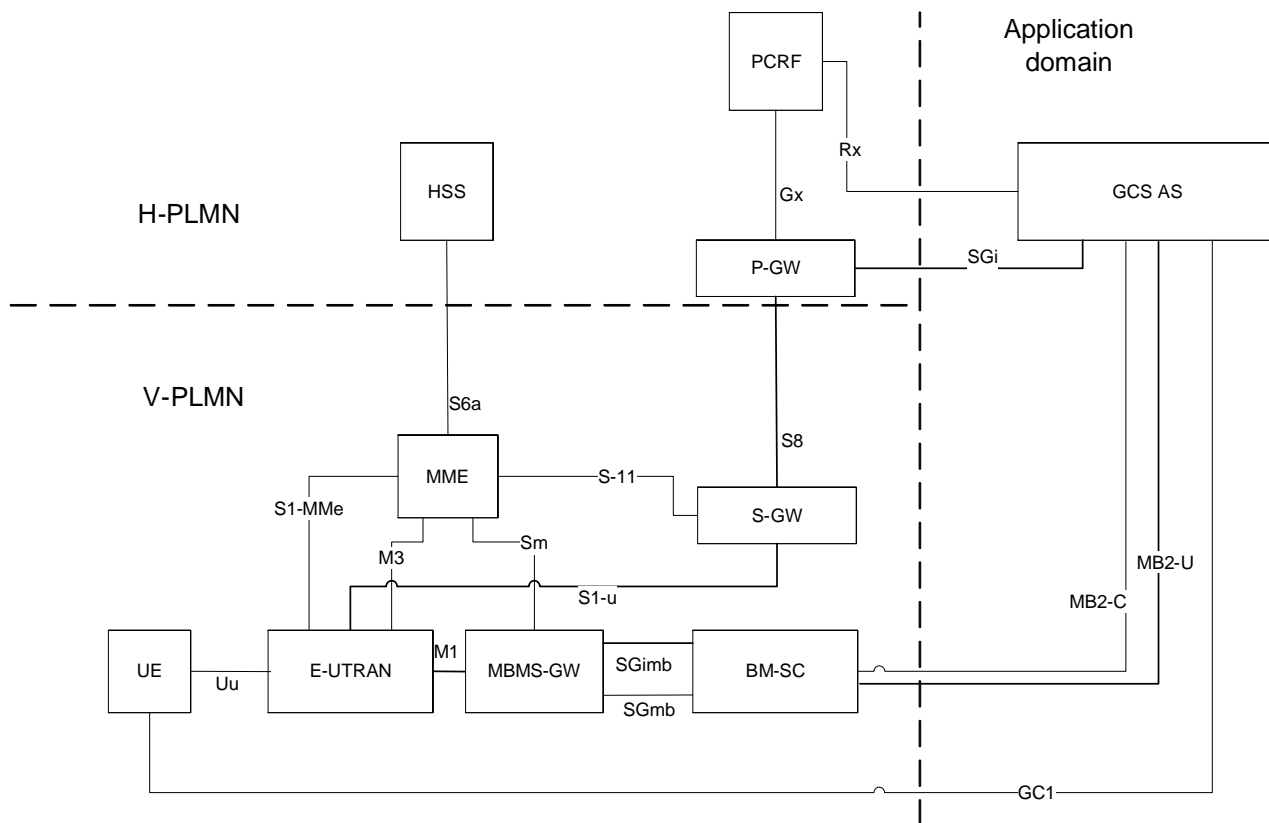 Application
domain
PCRF
Rx
HSS
GCS AS
Gx
H-PLMN
SGi
P-GW
V-PLMN
S6a
S8
MME
S-11
S1-MMe
S-GW
Sm
M3
MB2-U
S1-u
MB2-C
M1
UE
E-UTRAN
MBMS-GW
SGimb
BM-SC
Uu
SGmb
GC1